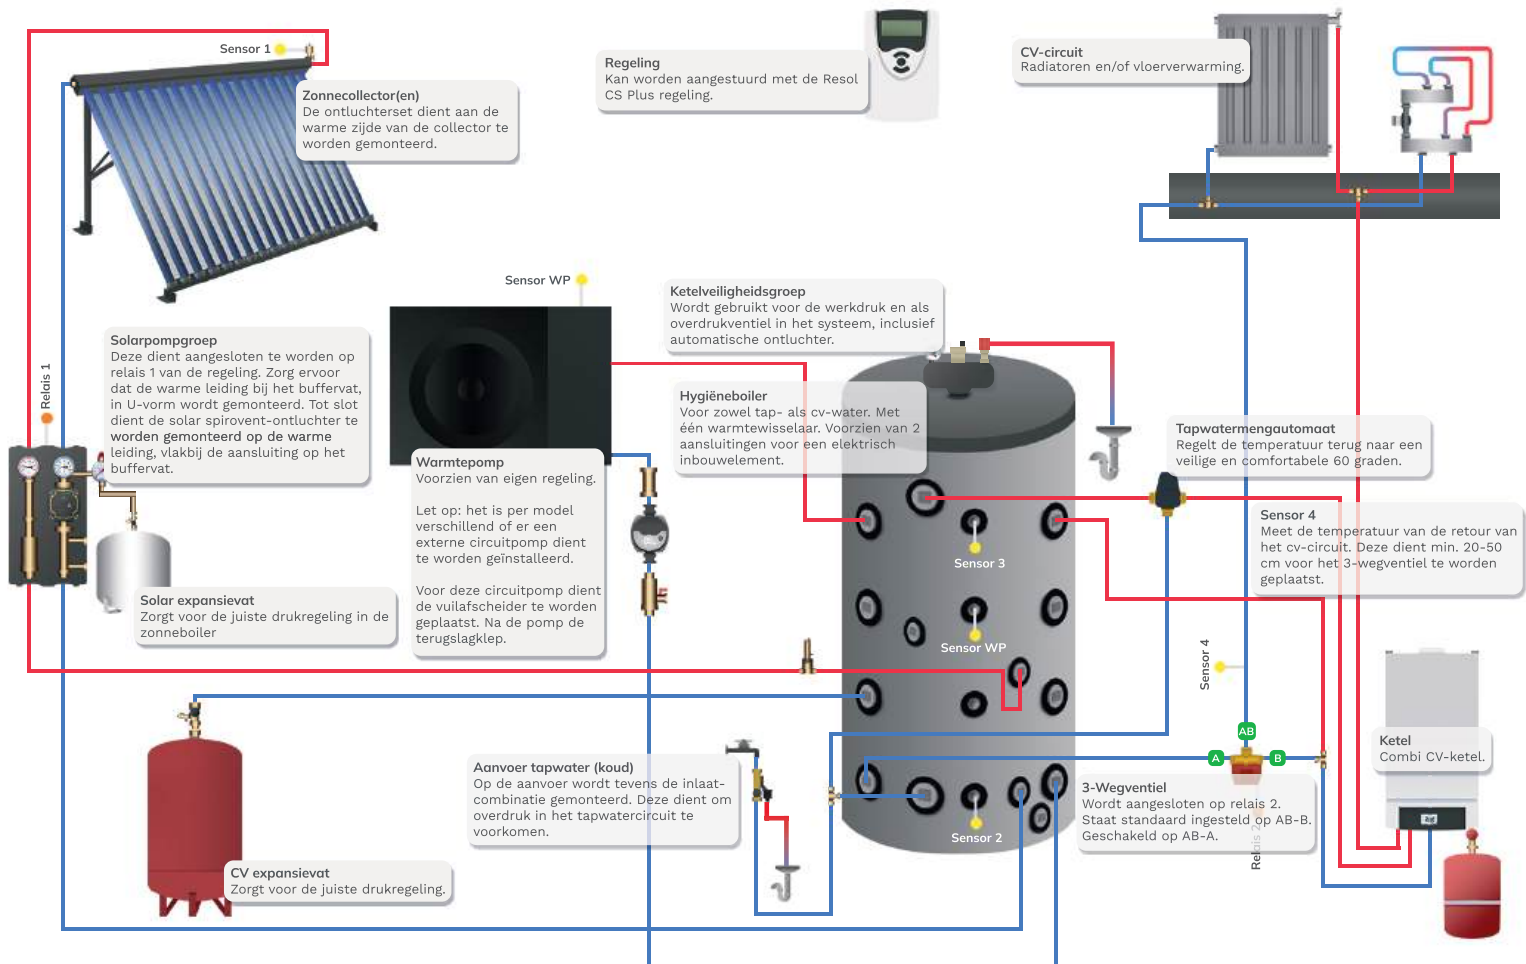 Sensor 1
Zonnecollector(en)
De ontluchterset dient aan de
warme zijde van de collector te
worden gemonteerd.
Regeling
Kan worden aangestuurd met de Resol
CS Plus regeling.
CV-circuit
Radiatoren en/of vloerverwarming.
Sensor WP
Ketelveiligheidsgroep
Wordt gebruikt voor de werkdruk en als
overdrukventiel in het systeem, inclusief
automatische ontluchter.
Relais 1
Solarpompgroep
Deze dient aangesloten te worden op
relais 1 van de regeling. Zorg ervoor
dat de warme leiding bij het buffervat,
in U-vorm wordt gemonteerd. Tot slot
dient de solar spirovent-ontluchter te
worden gemonteerd op de warme
leiding, vlakbij de aansluiting op het
buffervat.
Hygiëneboiler
Voor zowel tap- als cv-water. Met
één warmtewisselaar. Voorzien van 2
aansluitingen voor een elektrisch
inbouwelement.
Tapwatermengautomaat
Regelt de temperatuur terug naar een
veilige en comfortabele 60 graden.
Warmtepomp
Voorzien van eigen regeling.
Let op: het is per model
verschillend of er een
externe circuitpomp dient
te worden geïnstalleerd.
Voor deze circuitpomp dient
de vuilafscheider te worden
geplaatst. Na de pomp de
terugslagklep.
Sensor 4
Meet de temperatuur van de retour van
het cv-circuit. Deze dient min. 20-50
cm voor het 3-wegventiel te worden
geplaatst.
Sensor 3
Solar expansievat
Zorgt voor de juiste drukregeling in de
zonneboiler
Sensor WP
Sensor 4
AB
A
B
Ketel
Combi CV-ketel.
Aanvoer tapwater (koud)
Op de aanvoer wordt tevens de inlaat-
combinatie gemonteerd. Deze dient om
overdruk in het tapwatercircuit te
voorkomen.
3-Wegventiel
Wordt aangesloten op relais 2.
Staat standaard ingesteld op AB-B.
Geschakeld op AB-A.
Relais 2
Sensor 2
CV expansievat
Zorgt voor de juiste drukregeling.